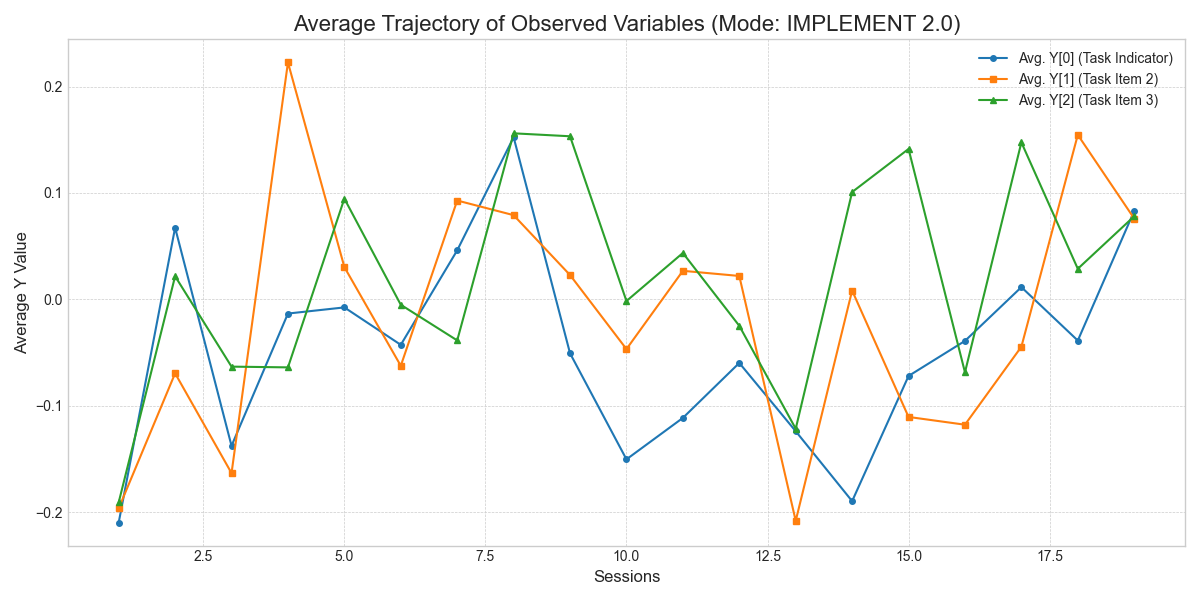 Average Trajectory of Observed Variables (Mode: IMPLEMENT 2.0)
Avg. Y[0] (Task Indicator)
Avg. Y[1] (Task Item 2)
Avg. Y[2] (Task Item 3)
Average Y Value
0.2
0.1
0.0
−0.1
−0.2
2.5 5.0 7.5 10.0 12.5 15.0 17.5
Sessions